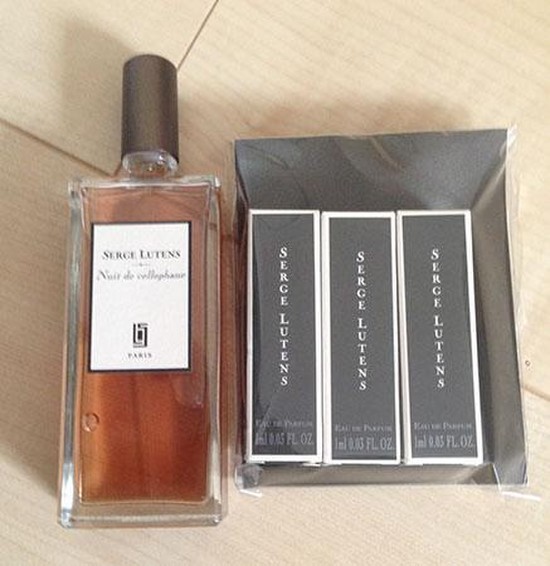 SERGE LUTENS
Nuit de cellophane
PARIS
SERGE LUTENS
EAU DE PARFUM
1ml 0.03 FL. OZ.
SERGE LUTENS
EAU DE PARFUM
1ml 0.03 FL. OZ.
SERGE LUTENS
EAU DE PARFUM
1ml 0.03 FL. OZ.